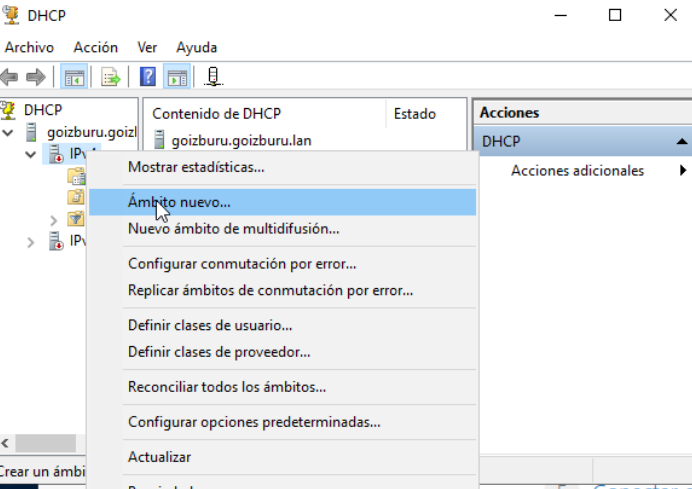 DHCP
Archivo Acción Ver Ayuda
DHCP
goizburu.goizl
IPv4
IPv
Contenido de DHCP Estado
goizburu.goizburu.lan
Acciones
DHCP
Acciones adicionales
Mostrar estadísticas...
Ámbito nuevo...
Nuevo ámbito de multidifusión...
Configurar conmutación por error...
Replicar ámbitos de conmutación por error...
Definir clases de usuario...
Definir clases de proveedor...
Reconciliar todos los ámbitos...
Configurar opciones predeterminadas...
Actualizar
Crear un ámbi